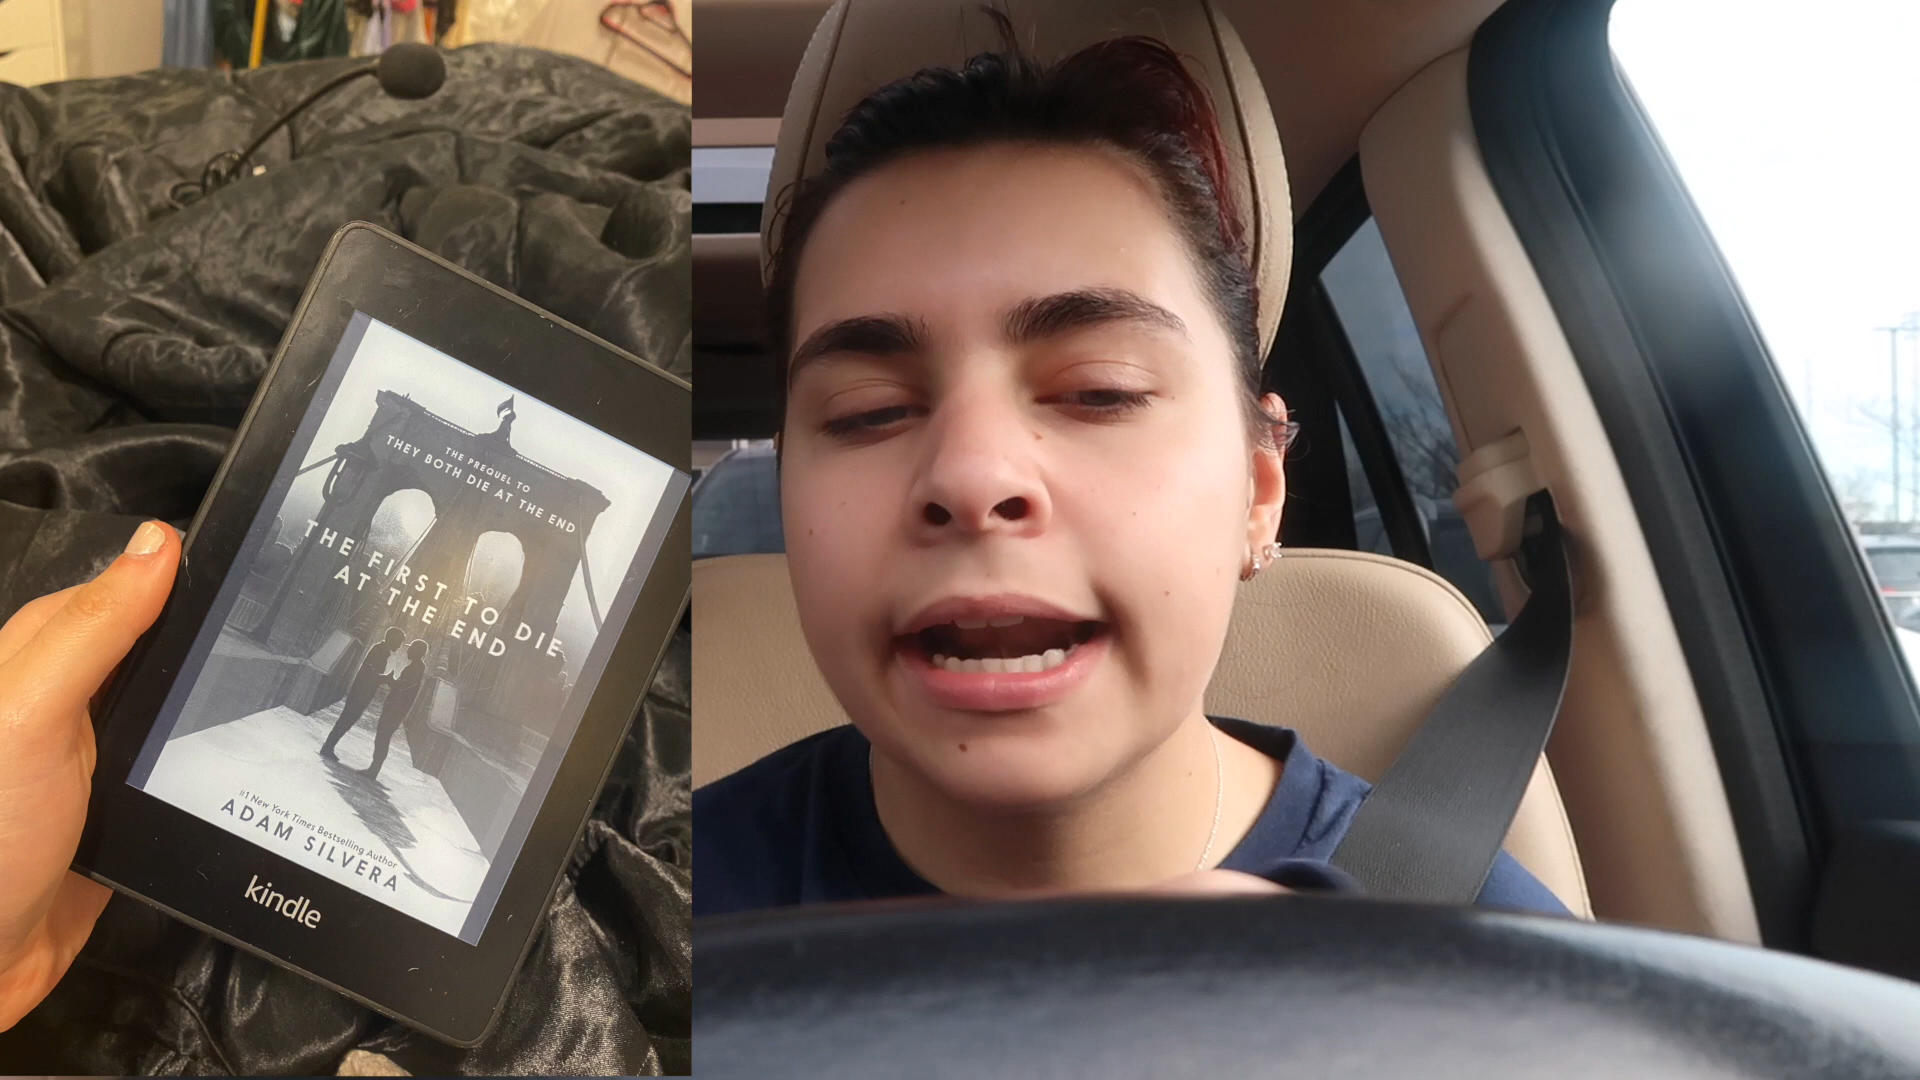 THE PREQUEL TO
THEY BOTH DIE AT THE END
THE FIRST TO DIE
AT THE END
#1 New York Times Bestselling Author
ADAM SILVERA
kindle